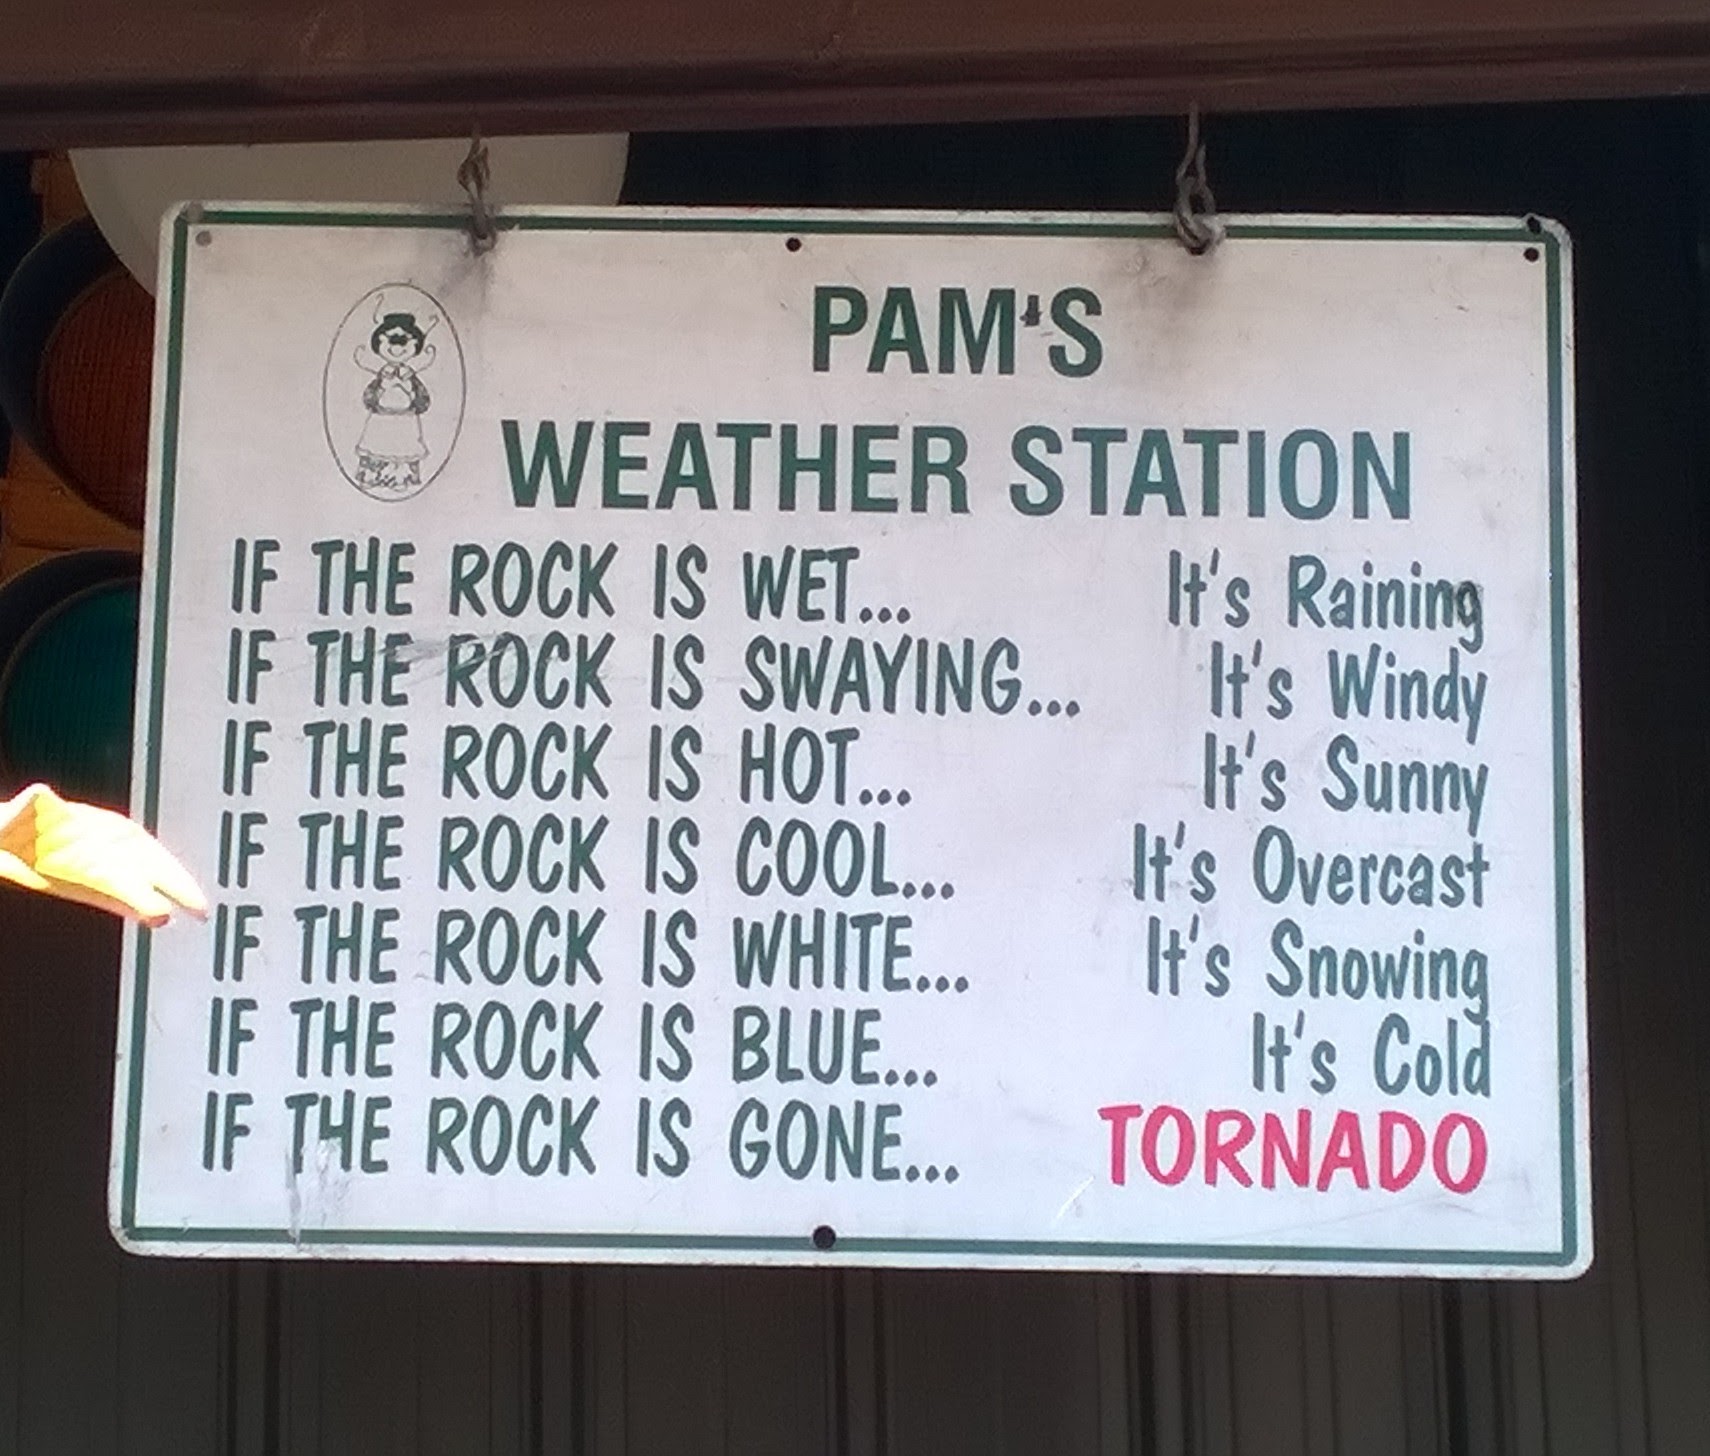 PAM'S
WEATHER STATION
IF THE ROCK IS WET... It's Raining
IF THE ROCK IS SWAYING... It's Windy
IF THE ROCK IS HOT... It's Sunny
IF THE ROCK IS COOL... It's Overcast
IF THE ROCK IS WHITE... It's Snowing
IF THE ROCK IS BLUE... It's Cold
IF THE ROCK IS GONE... TORNADO